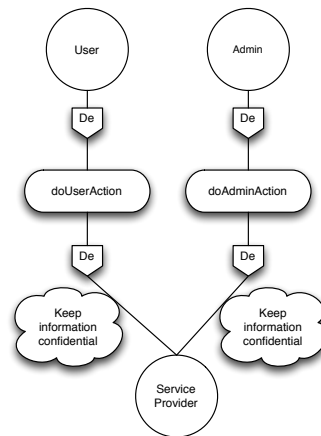 User
Admin
De
De
doUserAction
doAdminAction
De
De
Keep
information
confidential
Keep
information
confidential
Service
Provider